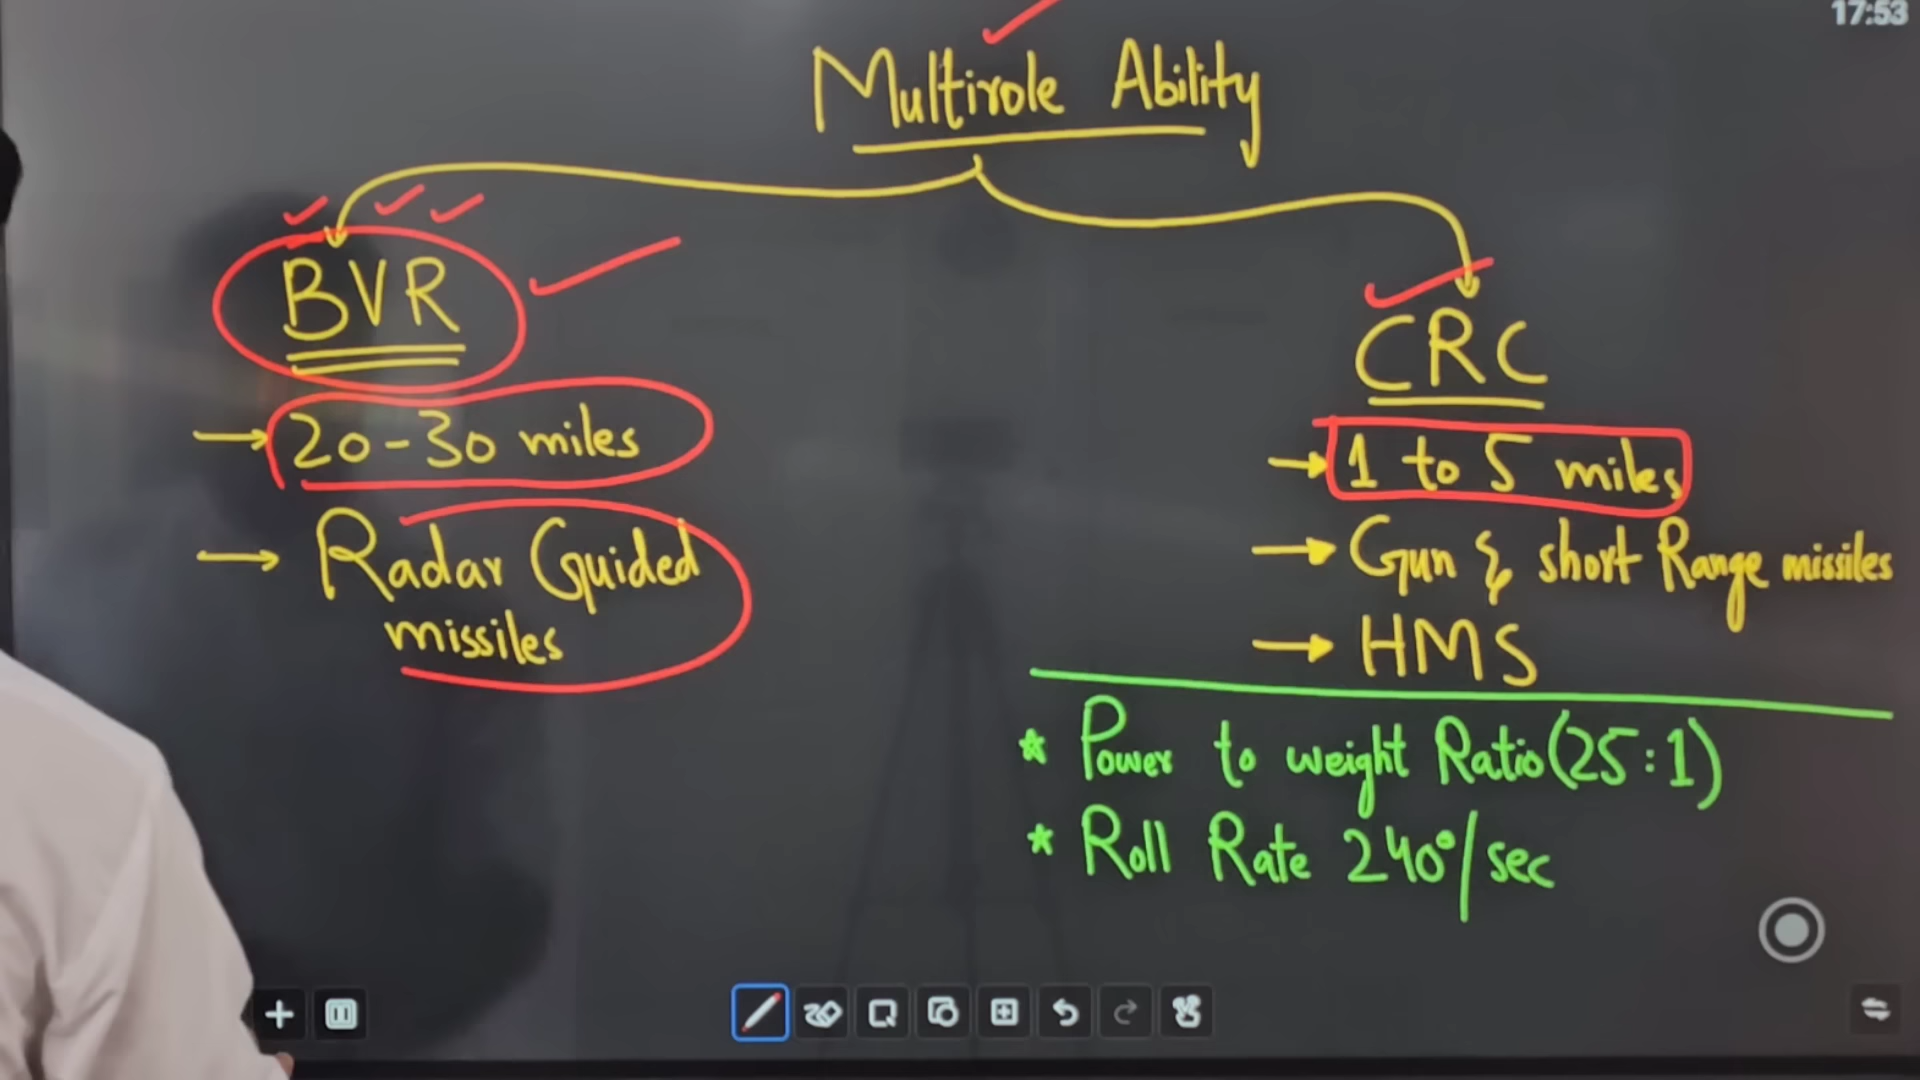 17:53
Multirole Ability
BVR
→ 20-30 miles
→ Radar Guided
missiles
CRC
→ 1 to 5 miles
→ Gun & short Range missiles
→ HMS
* Power to weight Ratio (25:1)
* Roll Rate 240°/sec